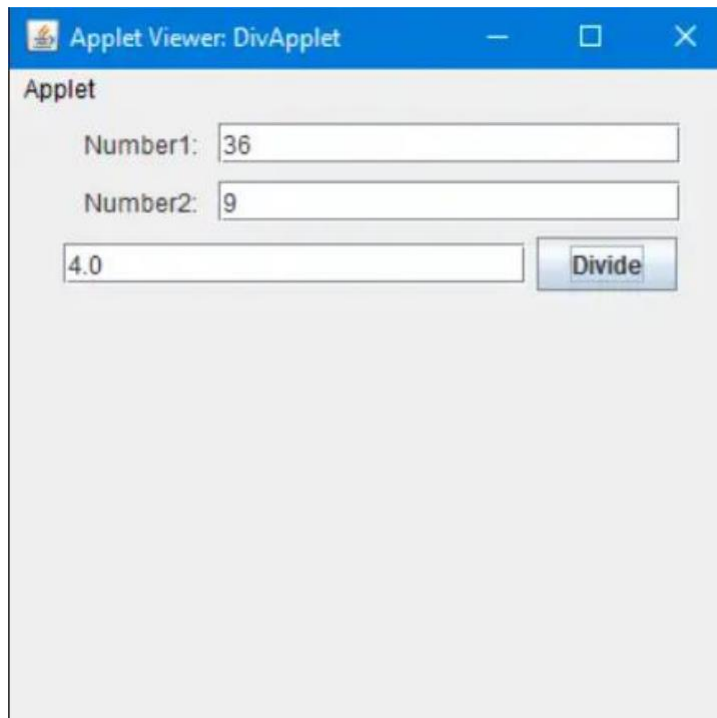 Applet Viewer: DivApplet
Applet
Number1: 36
Number2: 9
4.0 Divide